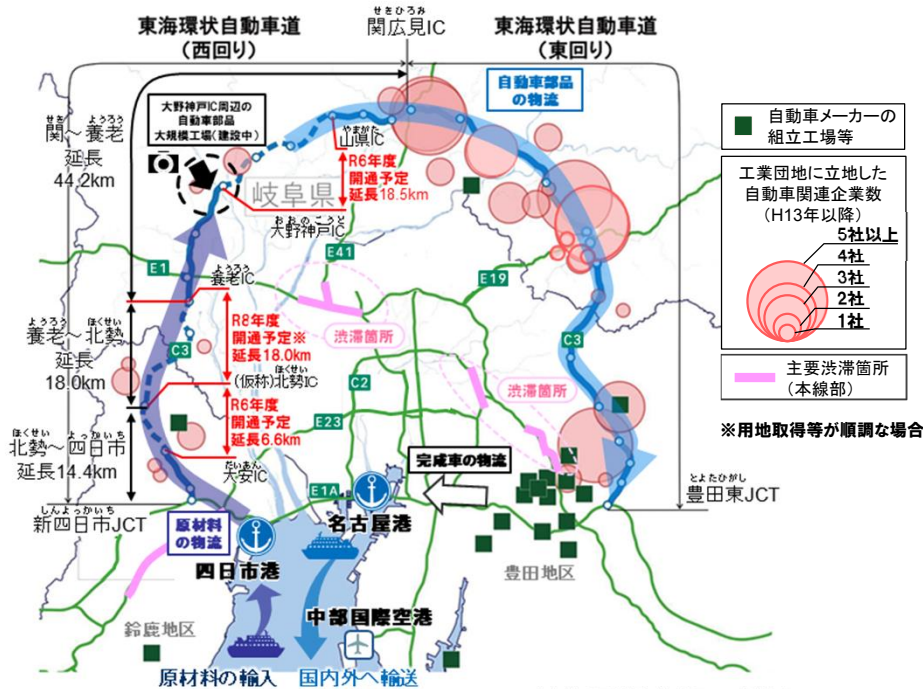 東海環状自動車道
(西回り)
せきひろみ
関広見IC
東海環状自動車道
(東回り)
自動車部品
の物流
大野神戸IC周辺の
自動車部品
大規模工場(建設中)
せき ようろう
関~養老
延長
44.2km
やまがた
山県IC
R6年度
開通予定
延長18.5km
岐阜県
おおのごうど
大野神戸IC
E41
E1
E19
ようろう
養老IC
ようろう ほくせい
養老~北勢
延長
18.0km
R8年度
開通予定※
延長18.0km
渋滞箇所
C3
C3
ほくせい
(仮称)北勢IC
C2
渋滞箇所
R6年度
開通予定
延長6.6km
E23
ほくせい よっかいち
北勢~四日市
延長14.4km
だいあん
大安IC
完成車の物流
E1A
とよたひがし
豊田東JCT
しんよっかいち
新四日市JCT
原材料
の物流
名古屋港
四日市港
豊田地区
中部国際空港
鈴鹿地区
原材料の輸入
国内外へ輸送
自動車メーカーの
組立工場等
工業団地に立地した
自動車関連企業数
(H13年以降)
5社以上
4社
3社
2社
1社
主要渋滞箇所
(本線部)
※用地取得等が順調な場合